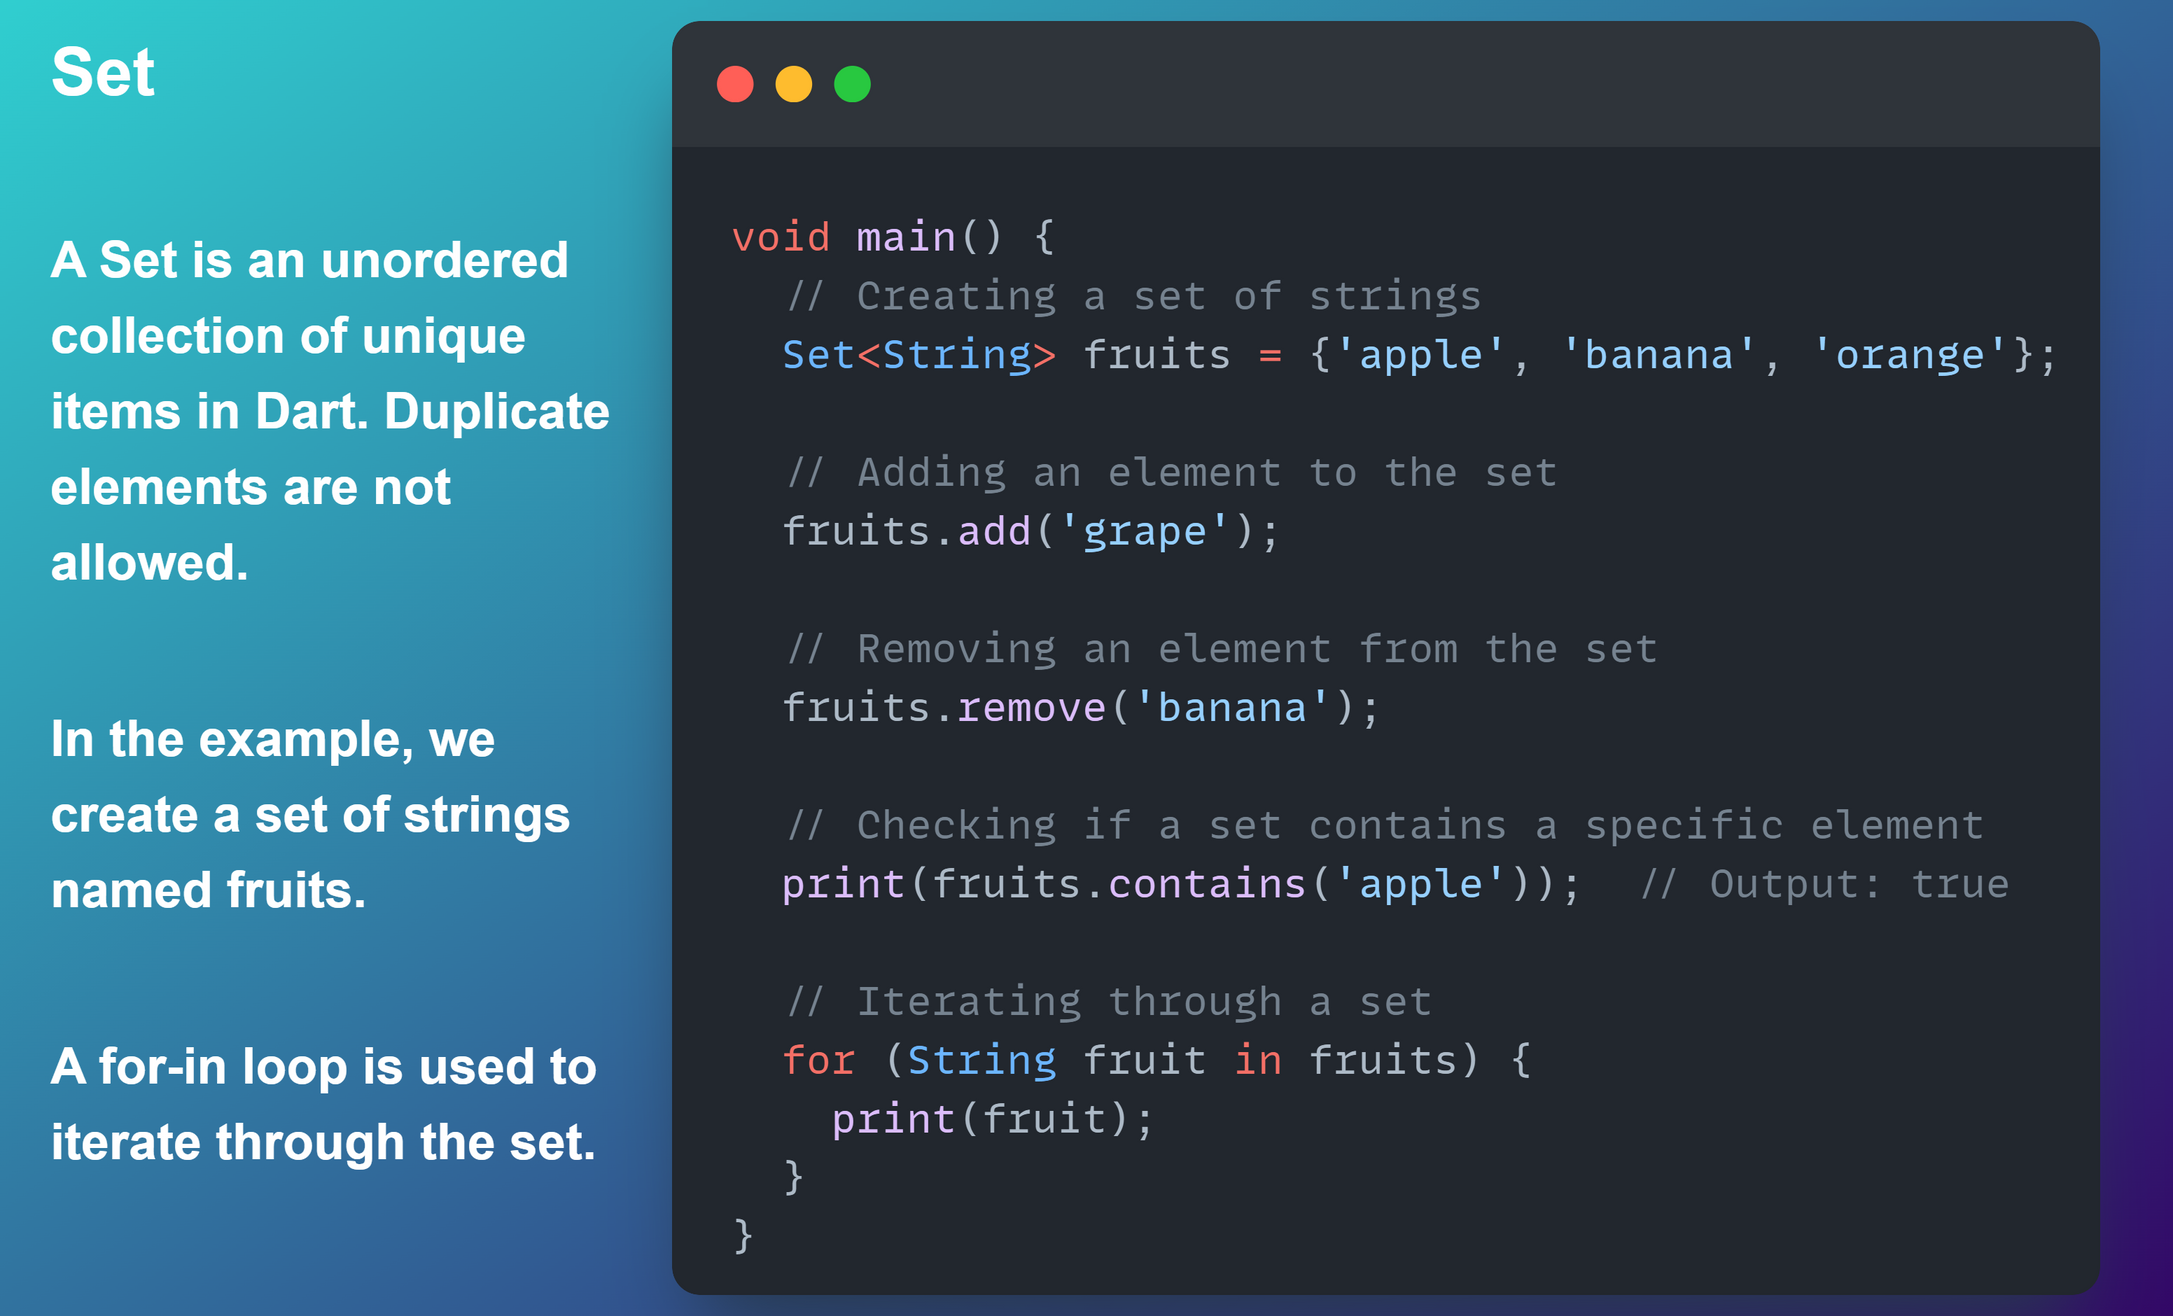 Set
A Set is an unordered
collection of unique
items in Dart. Duplicate
elements are not
allowed.
In the example, we
create a set of strings
named fruits.
A for-in loop is used to
iterate through the set.
void main() {
  // Creating a set of strings
  Set<String> fruits = {'apple', 'banana', 'orange'};
  // Adding an element to the set
  fruits.add('grape');
  // Removing an element from the set
  fruits.remove('banana');
  // Checking if a set contains a specific element
  print(fruits.contains('apple'));  // Output: true
  // Iterating through a set
  for (String fruit in fruits) {
    print(fruit);
  }
}